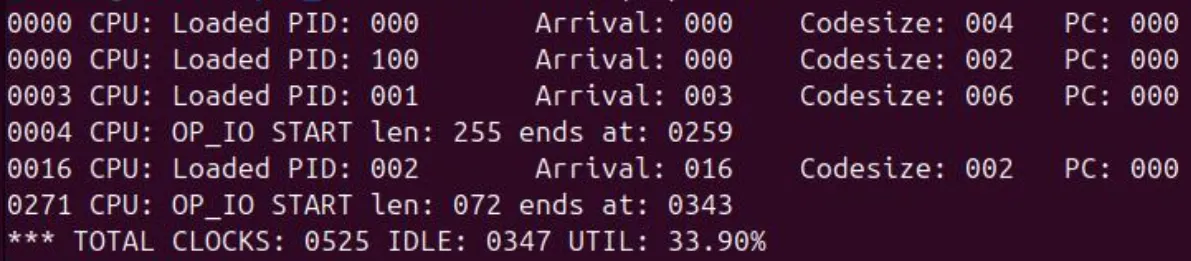 0000 CPU: Loaded PID: 000 Arrival: 000 Codesize: 004 PC: 000
0000 CPU: Loaded PID: 100 Arrival: 000 Codesize: 002 PC: 000
0003 CPU: Loaded PID: 001 Arrival: 003 Codesize: 006 PC: 000
0004 CPU: OP_IO START len: 255 ends at: 0259
0016 CPU: Loaded PID: 002 Arrival: 016 Codesize: 002 PC: 000
0271 CPU: OP_IO START len: 072 ends at: 0343
*** TOTAL CLOCKS: 0525 IDLE: 0347 UTIL: 33.90%